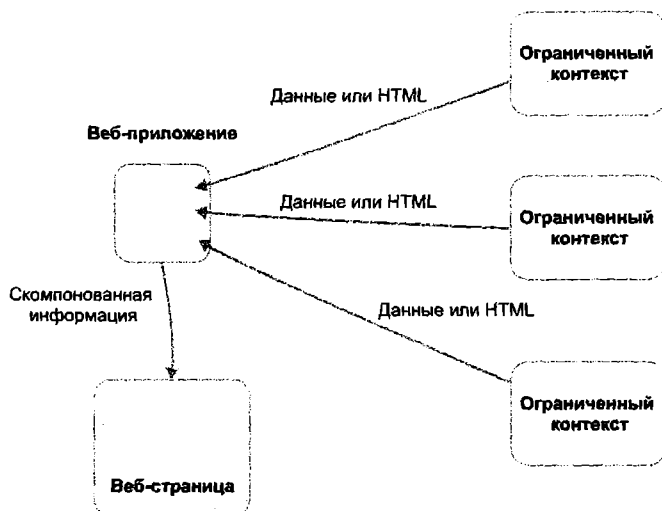 Ограниченный
контекст
Данные или HTML
Веб-приложение
Данные или HTML
Ограниченный
контекст
Скомпонованная
информация
Данные или HTML
Ограниченный
контекст
Веб-страница